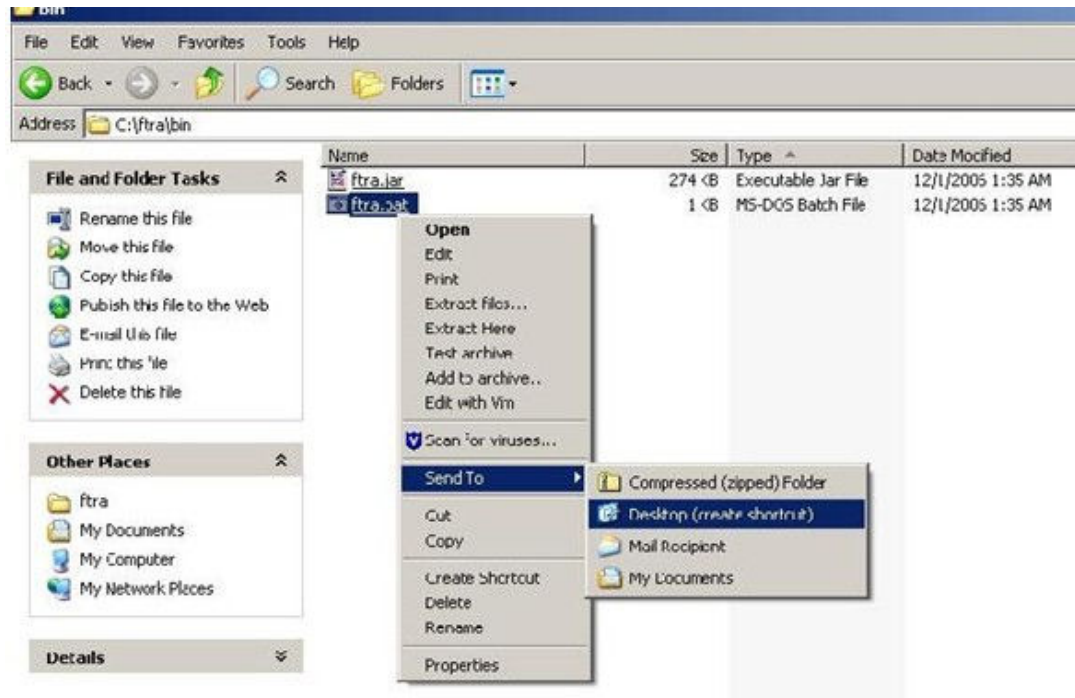 bin
File Edit View Favorites Tools Help
Back Search Folders
Address C:\ftra\bin
Name Size Type Date Modified
File and Folder Tasks
ftra.jar 274 KB Executable Jar File 12/1/2006 1:35 AM
ftra.bat 1 KB MS-DOS Batch File 12/1/2006 1:35 AM
Rename this file
Move this file
Copy this file
Publish this file to the Web
E-mail this file
Print this file
Delete this file
Other Places
ftra
My Documents
My Computer
My Network Places
Details
Open
Edit
Print
Extract files...
Extract Here
Test archive
Add to archive...
Edit with Vim
Scan for viruses...
Send To
Cut
Copy
Create Shortcut
Delete
Rename
Properties
Compressed (zipped) Folder
Desktop (create shortcut)
Mail Recipient
My Documents